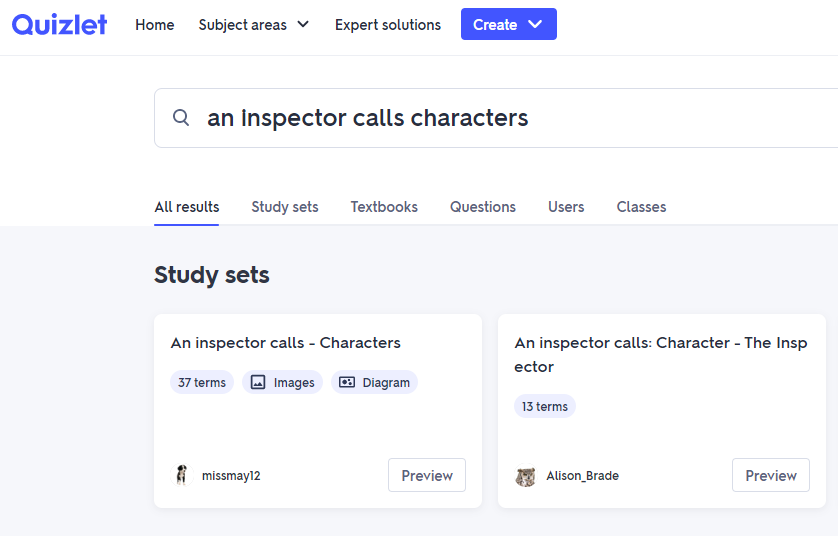 Quizlet Home Subject areas Expert solutions Create
an inspector calls characters
All results Study sets Textbooks Questions Users Classes
Study sets
An inspector calls - Characters
37 terms Images Diagram
missmay12 Preview
An inspector calls: Character - The Insp
ector
13 terms
Alison_Brade Preview